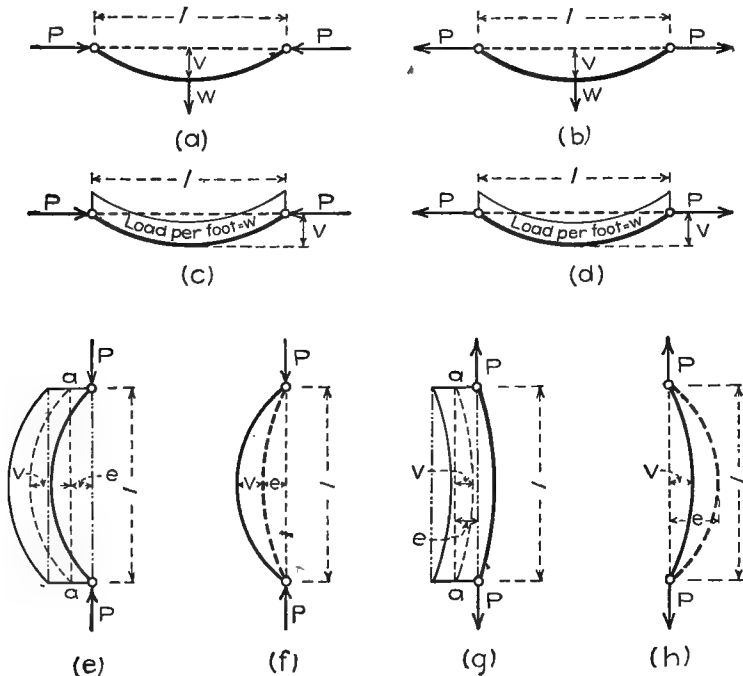 l l
P P P P
V V
W W
(a) (b)
l l
P P P P
Load per foot=w V Load per foot=w V
(c) (d)
P P P P
a a
V e l V e l V e l V e l
a a
P P P P
(e) (f) (g) (h)